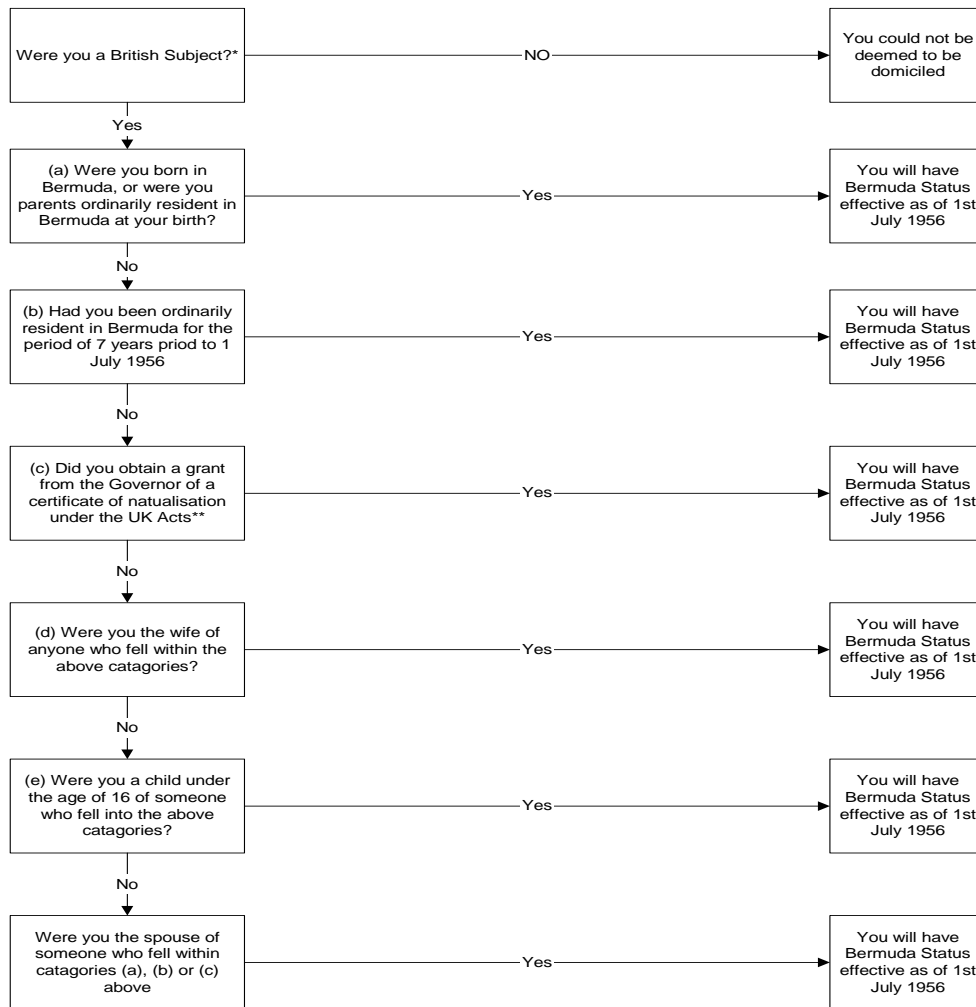 Were you a British Subject?*
NO
You could not be
deemed to be
domiciled
Yes
(a) Were you born in
Bermuda, or were you
parents ordinarily resident in
Bermuda at your birth?
Yes
You will have
Bermuda Status
effective as of 1st
July 1956
No
(b) Had you been ordinarily
resident in Bermuda for the
period of 7 years priod to 1
July 1956
Yes
You will have
Bermuda Status
effective as of 1st
July 1956
No
(c) Did you obtain a grant
from the Governor of a
certificate of natualisation
under the UK Acts**
Yes
You will have
Bermuda Status
effective as of 1st
July 1956
No
(d) Were you the wife of
anyone who fell within the
above catagories?
Yes
You will have
Bermuda Status
effective as of 1st
July 1956
No
(e) Were you a child under
the age of 16 of someone
who fell into the above
catagories?
Yes
You will have
Bermuda Status
effective as of 1st
July 1956
No
Were you the spouse of
someone who fell within
catagories (a), (b) or (c)
above
Yes
You will have
Bermuda Status
effective as of 1st
July 1956